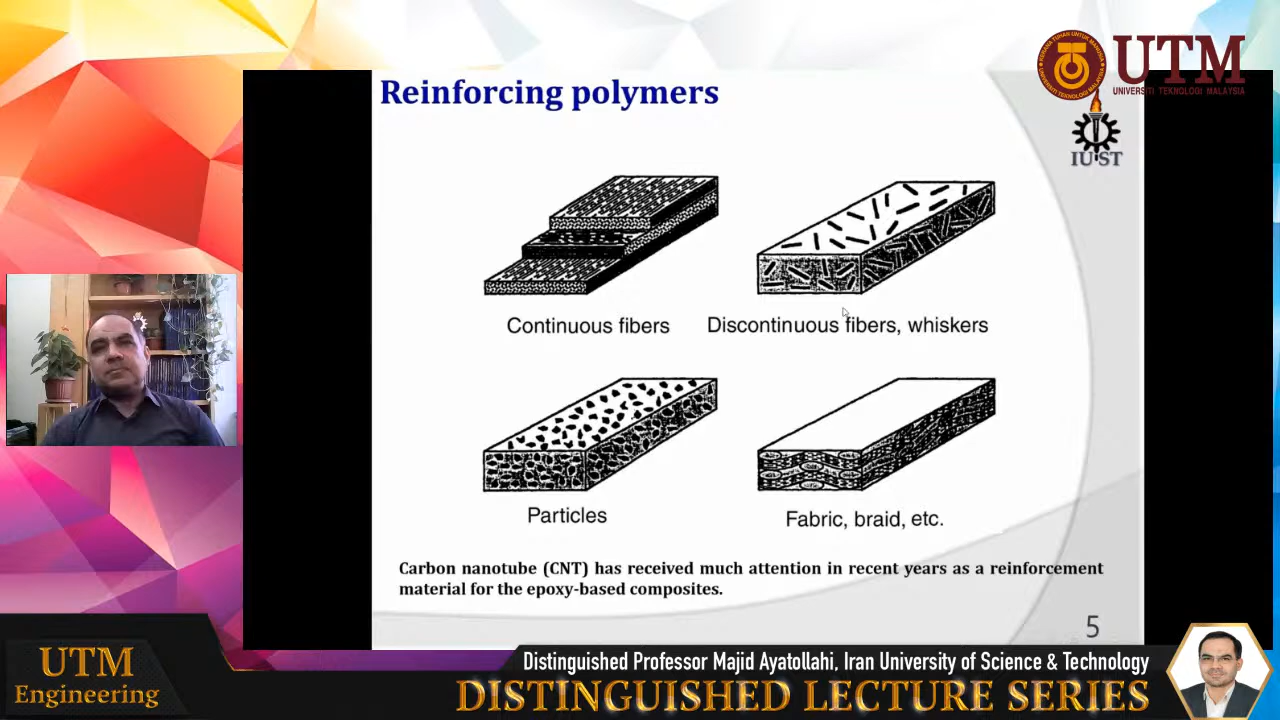 UTM
UNIVERSITI TEKNOLOGI MALAYSIA
IUST
Reinforcing polymers
Continuous fibers
Discontinuous fibers, whiskers
Particles
Fabric, braid, etc.
Carbon nanotube (CNT) has received much attention in recent years as a reinforcement
material for the epoxy-based composites.
5
UTM
Engineering
Distinguished Professor Majid Ayatollahi, Iran University of Science & Technology
DISTINGUISHED LECTURE SERIES